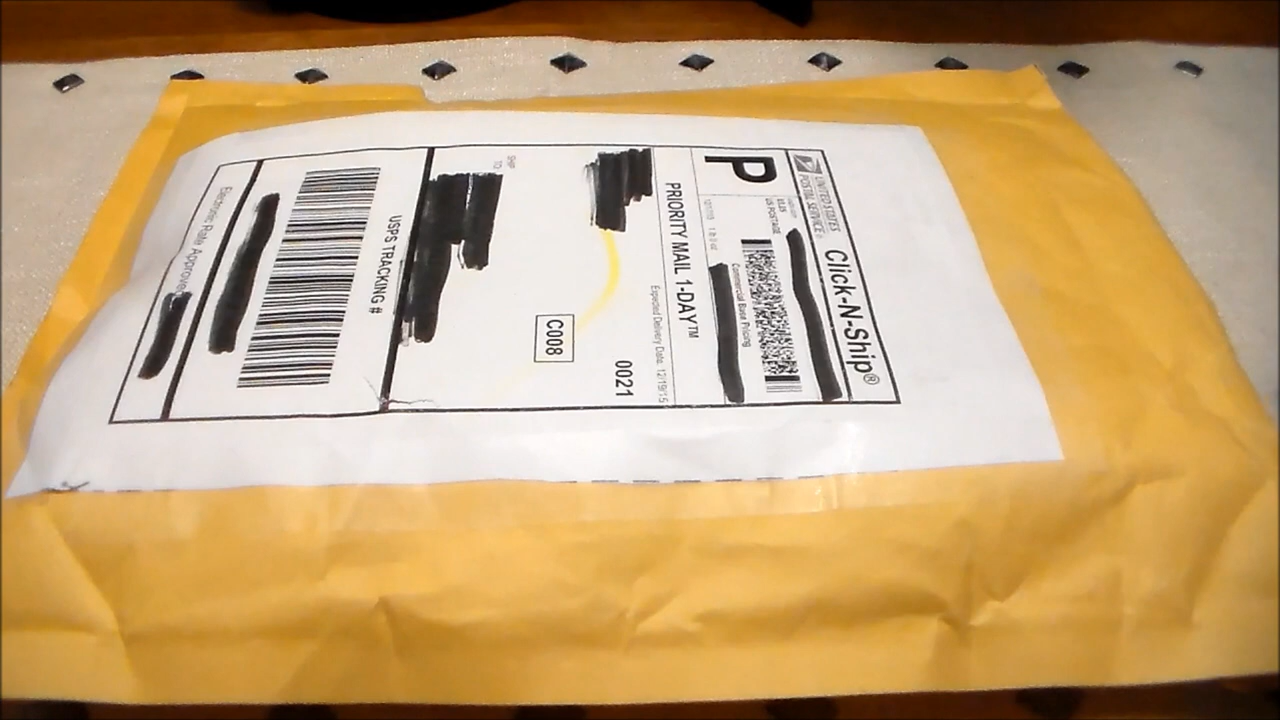 UNITED STATES
POSTAL SERVICE®
Click-N-Ship®
P
US POSTAGE
Commercial Base Pricing
PRIORITY MAIL 1-DAY™
Expected Delivery Date: 12/19/15
0021
C008
SHIP
TO:
USPS TRACKING #
Electronic Rate Approved